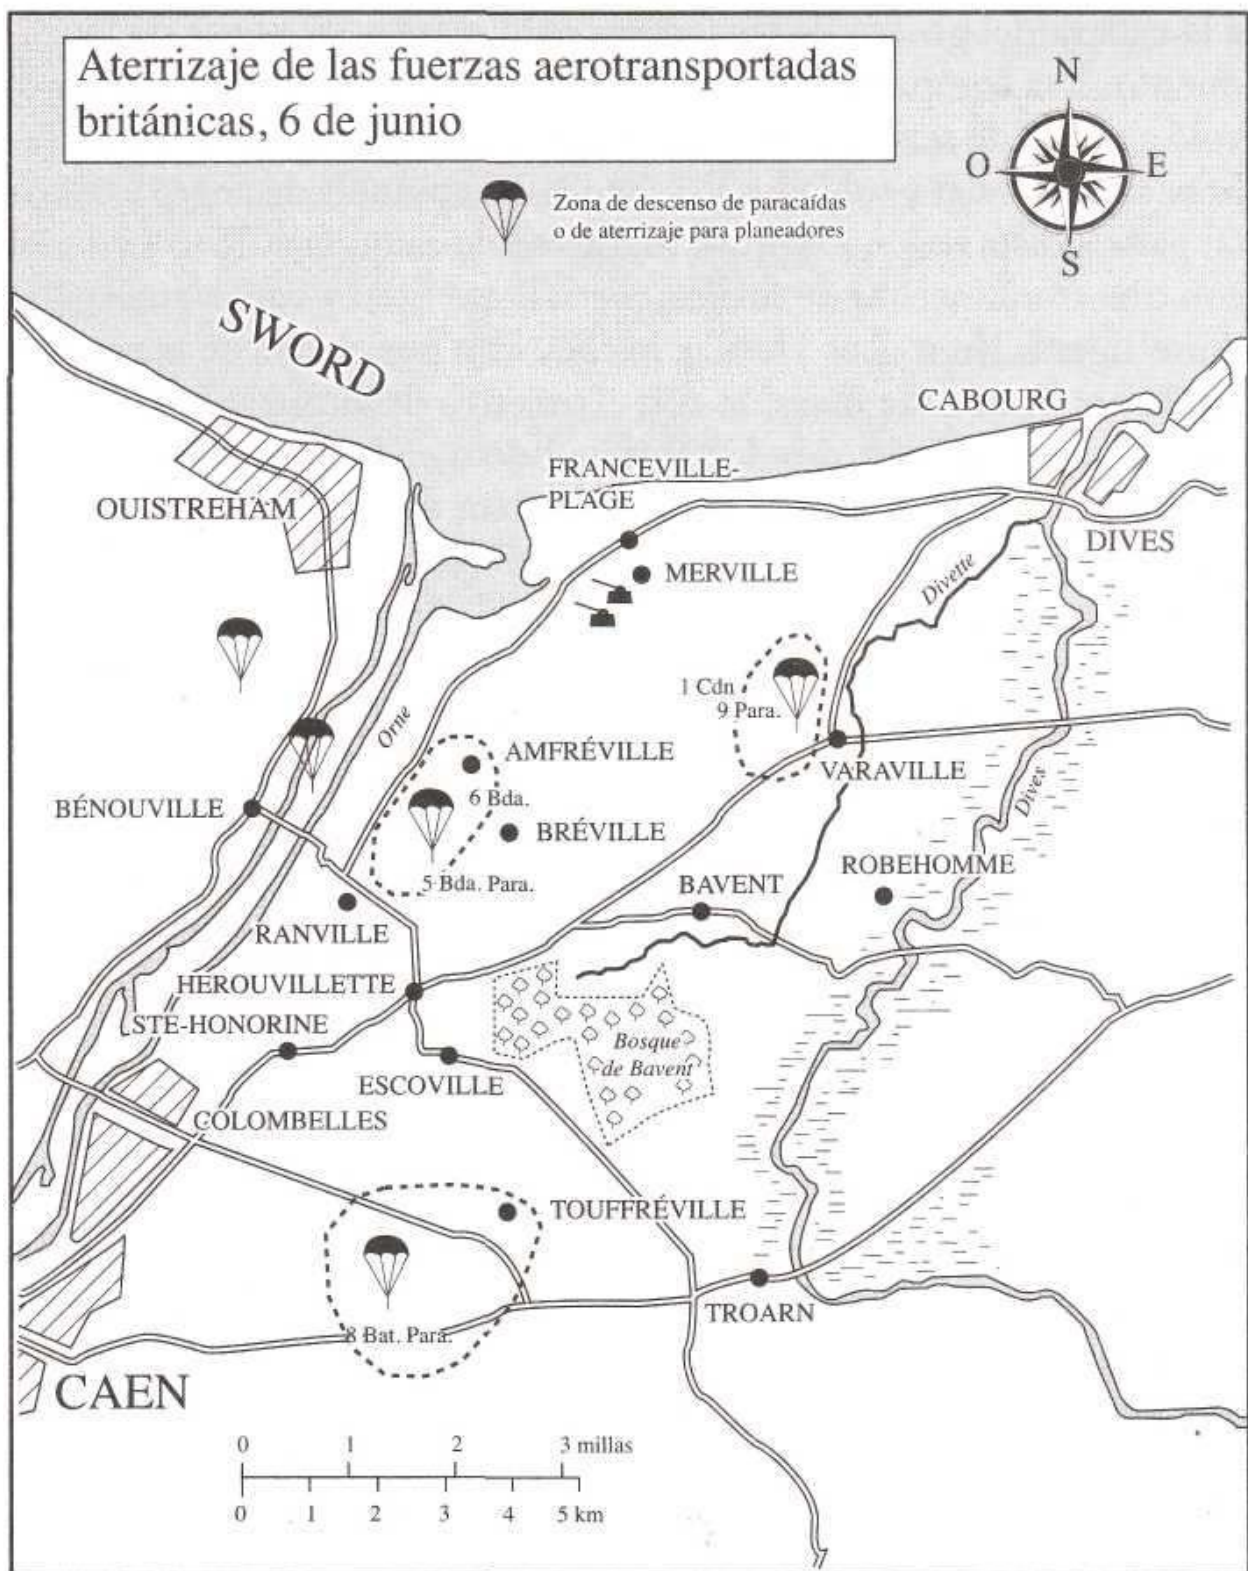 Aterrizaje de las fuerzas aerotransportadas
británicas, 6 de junio
N
O
E
S
Zona de descenso de paracaídas
o de aterrizaje para planeadores
SWORD
CABOURG
FRANCEVILLE-
PLAGE
OUISTREHAM
DIVES
MERVILLE
Divette
1 Cdn
9 Para.
Orne
AMFRÉVILLE
VARAVILLE
6 Bda.
Dives
BÉNOUVILLE
BRÉVILLE
ROBEHOMME
5 Bda. Para.
BAVENT
RANVILLE
HEROUVILLETTE
STE-HONORINE
Bosque
de Bavent
ESCOVILLE
COLOMBELLES
TOUFFRÉVILLE
TROARN
8 Bat. Para.
CAEN
0 1 2 3 millas
0 1 2 3 4 5 km